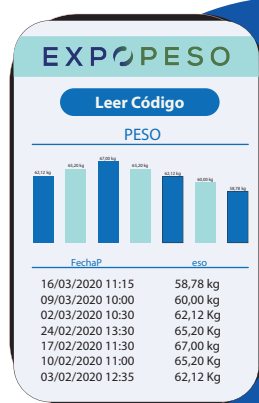 EXPOPESO
Leer Código
PESO
62,12 kg 65,20 kg 67,00 kg 65,20 kg 62,12 kg 60,00 kg 58,78 kg
FechaP eso
16/03/2020 11:15 58,78 kg
09/03/2020 10:00 60,00 kg
02/03/2020 10:30 62,12 Kg
24/02/2020 13:30 65,20 Kg
17/02/2020 11:30 67,00 kg
10/02/2020 11:00 65,20 Kg
03/02/2020 12:35 62,12 Kg